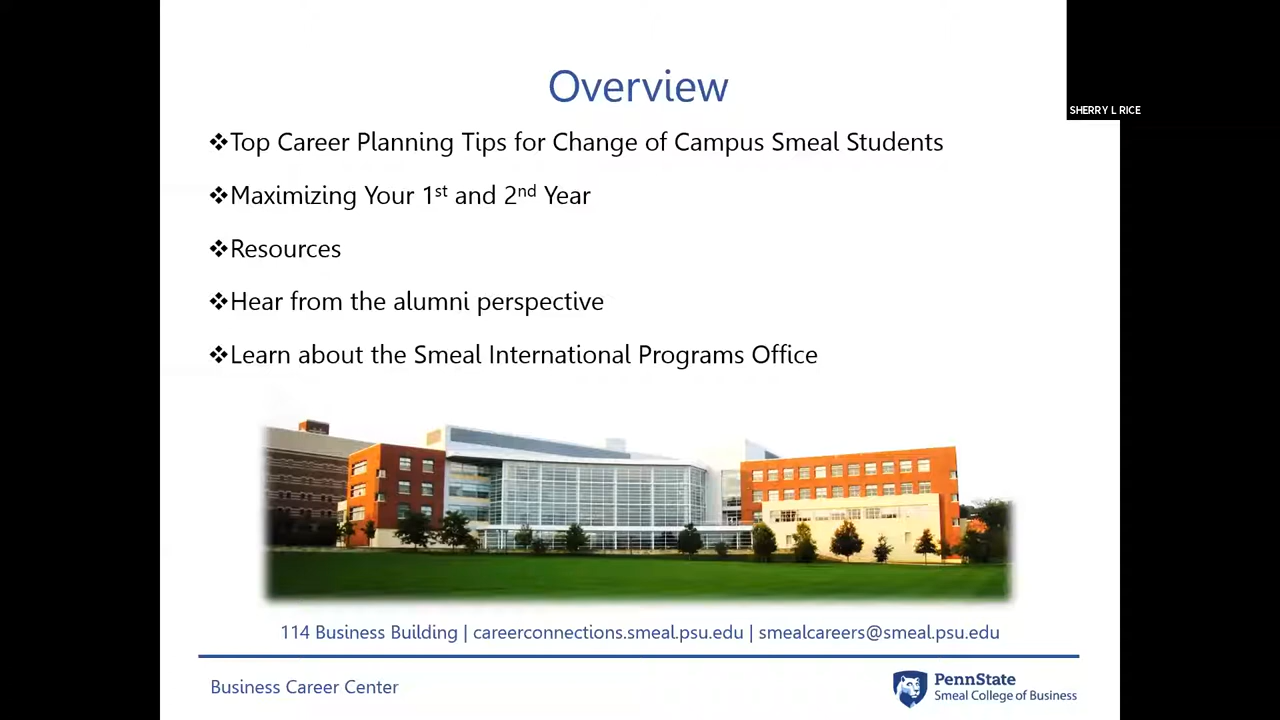 Overview
SHERRY L RICE
❖Top Career Planning Tips for Change of Campus Smeal Students
❖Maximizing Your 1st and 2nd Year
❖Resources
❖Hear from the alumni perspective
❖Learn about the Smeal International Programs Office
114 Business Building | careerconnections.smeal.psu.edu | smealcareers@smeal.psu.edu
Business Career Center
PennState
Smeal College of Business